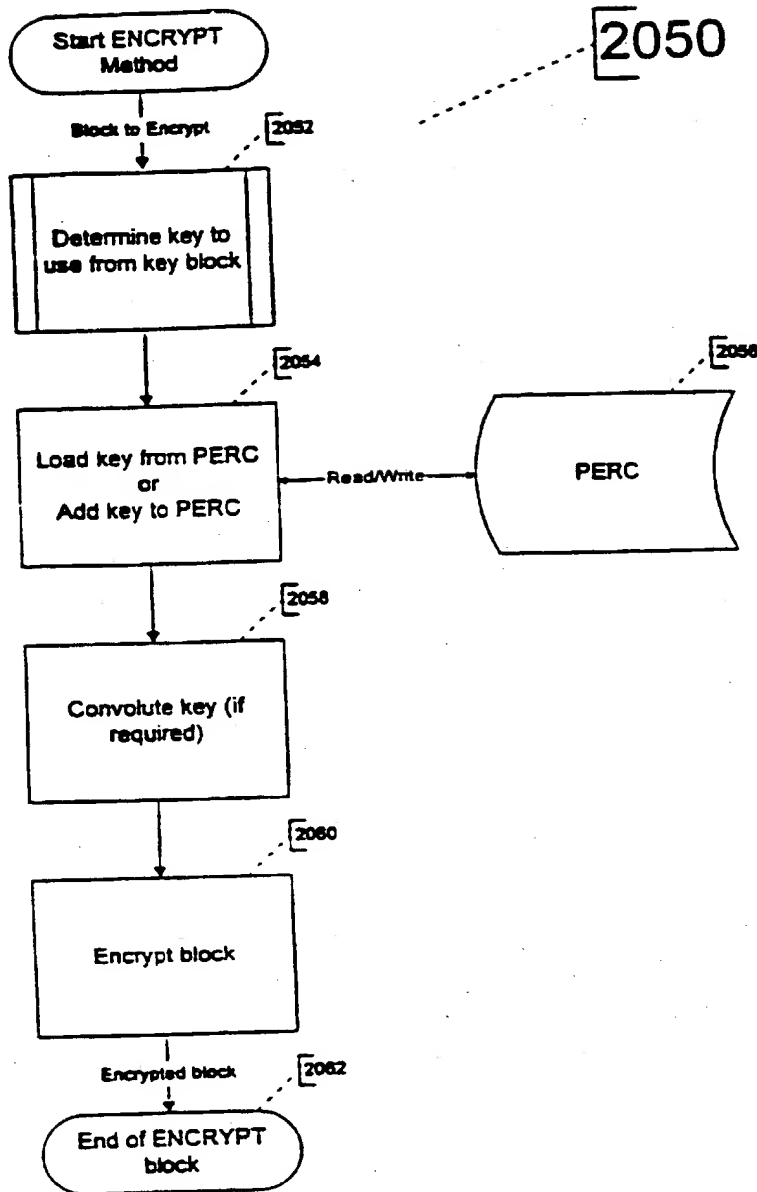 Start ENCRYPT
Method
2050
Block to Encrypt
2052
Determine key to
use from key block
2054
Load key from PERC
or
Add key to PERC
Read/Write
2056
PERC
2058
Convolute key (if
required)
2060
Encrypt block
Encrypted block
2062
End of ENCRYPT
block